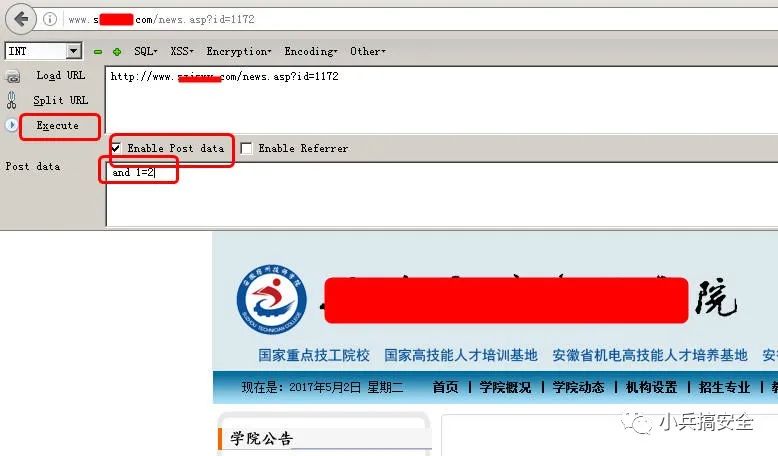 www.s com/news.asp?id=1172
INT SQL XSS Encryption Encoding Other
Load URL
http://www. .com/news.asp?id=1172
Split URL
Execute
Enable Post data Enable Referrer
Post data
and 1=2
院
SUZHOU TECHNICIAN COLLEGE
国家重点技工院校 国家高技能人才培训基地 安徽省机电高技能人才培养基地 安
现在是: 2017年5月2日 星期二 首页 | 学院概况 | 学院动态 | 机构设置 | 招生专业 |
学院公告
小兵搞安全